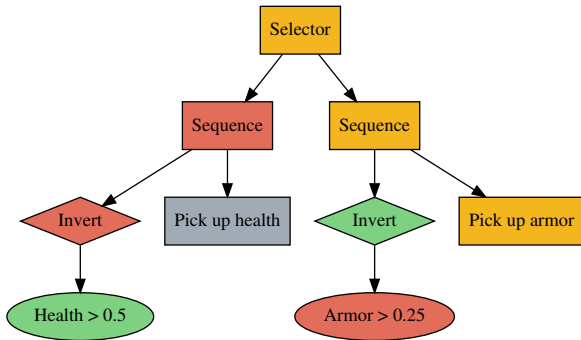 Selector
Sequence
Sequence
Invert
Pick up health
Invert
Pick up armor
Health > 0.5
Armor > 0.25